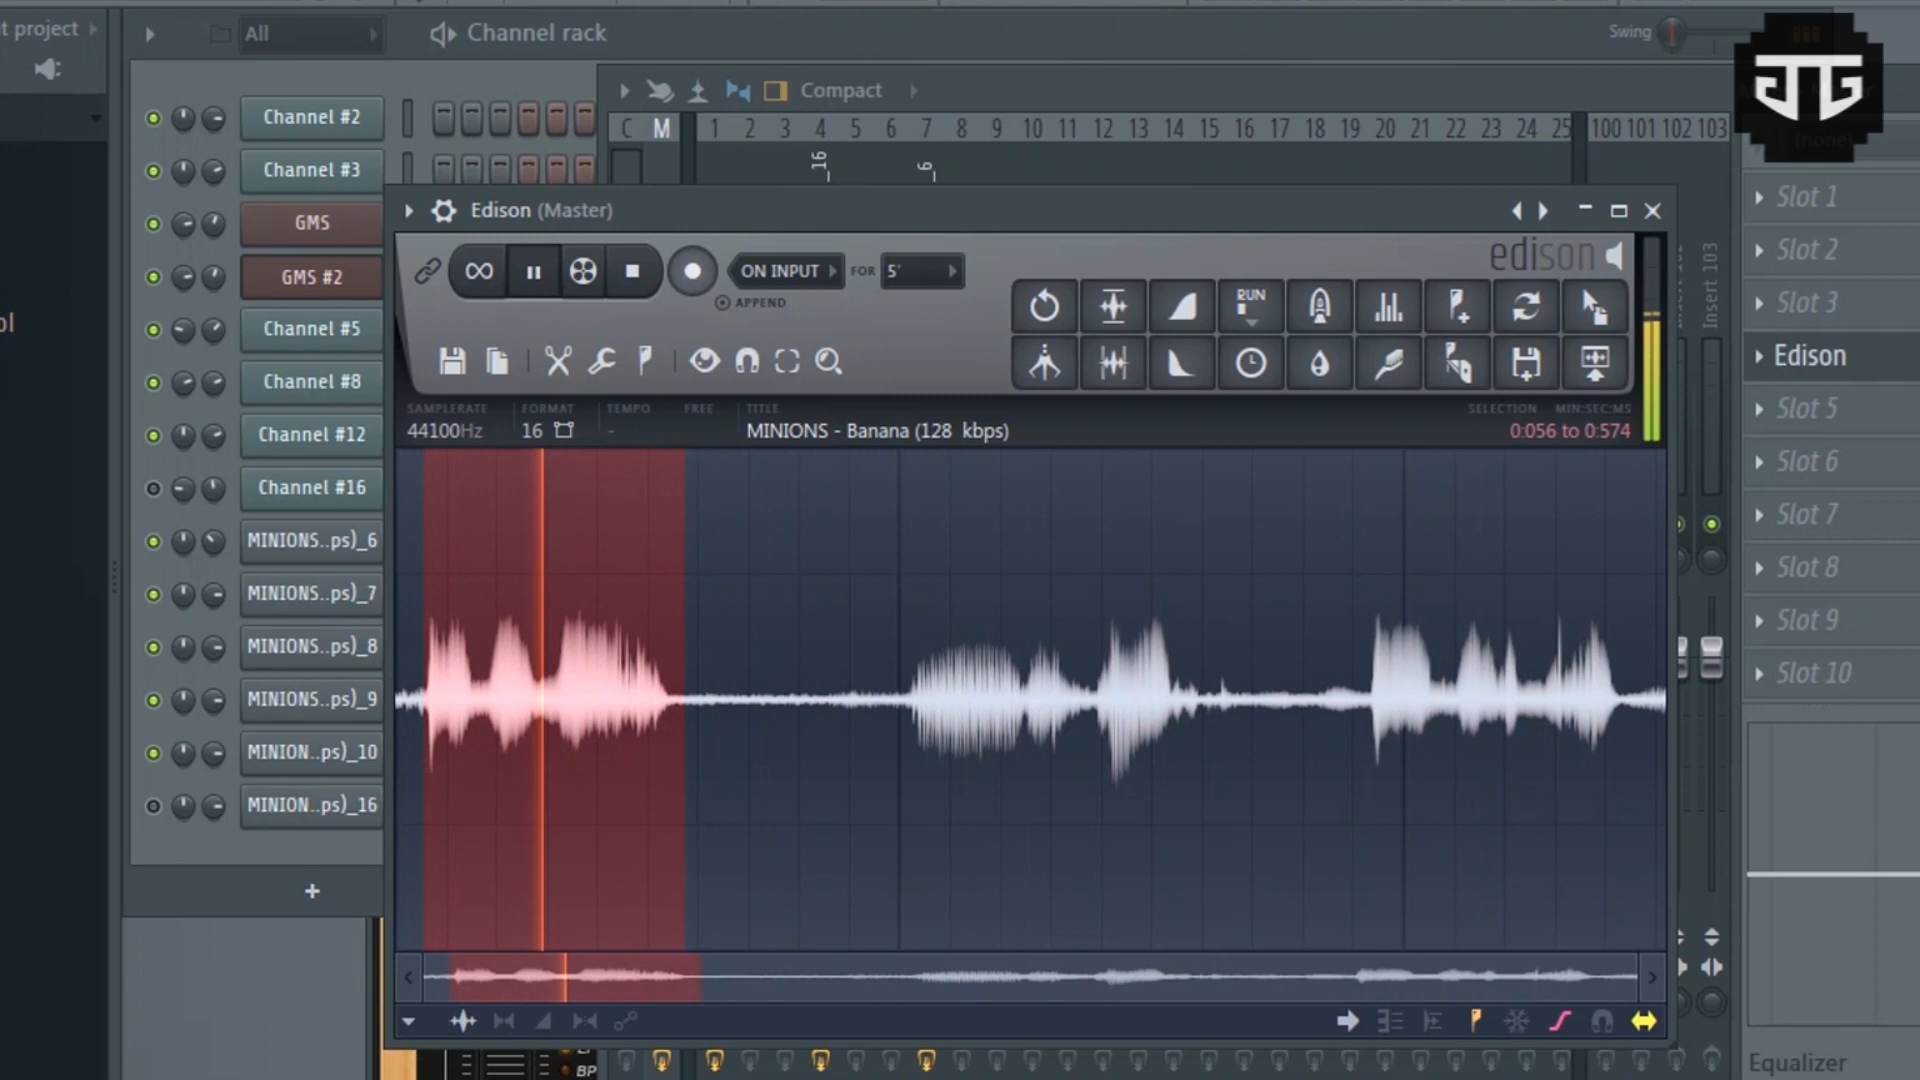 t project
All
Channel rack
Swing
JG
Compact
C M 1 2 3 4 5 6 7 8 9 10 11 12 13 14 15 16 17 18 19 20 21 22 23 24 25 100 101 102 103
16
6
(none)
Channel #2
Channel #3
GMS
GMS #2
Channel #5
Channel #8
Channel #12
Channel #16
MINIONS..ps)_6
MINIONS..ps)_7
MINIONS..ps)_8
MINIONS..ps)_9
MINION..ps)_10
MINION..ps)_16
+
ol
Edison (Master)
edison
ON INPUT
FOR
5'
APPEND
RUN
SAMPLERATE
44100Hz
FORMAT
16
TEMPO
-
FREE
TITLE
MINIONS - Banana (128 kbps)
SELECTION
MIN:SEC:MS
0:056 to 0:574
Insert 103
Slot 1
Slot 2
Slot 3
Edison
Slot 5
Slot 6
Slot 7
Slot 8
Slot 9
Slot 10
Equalizer
BP